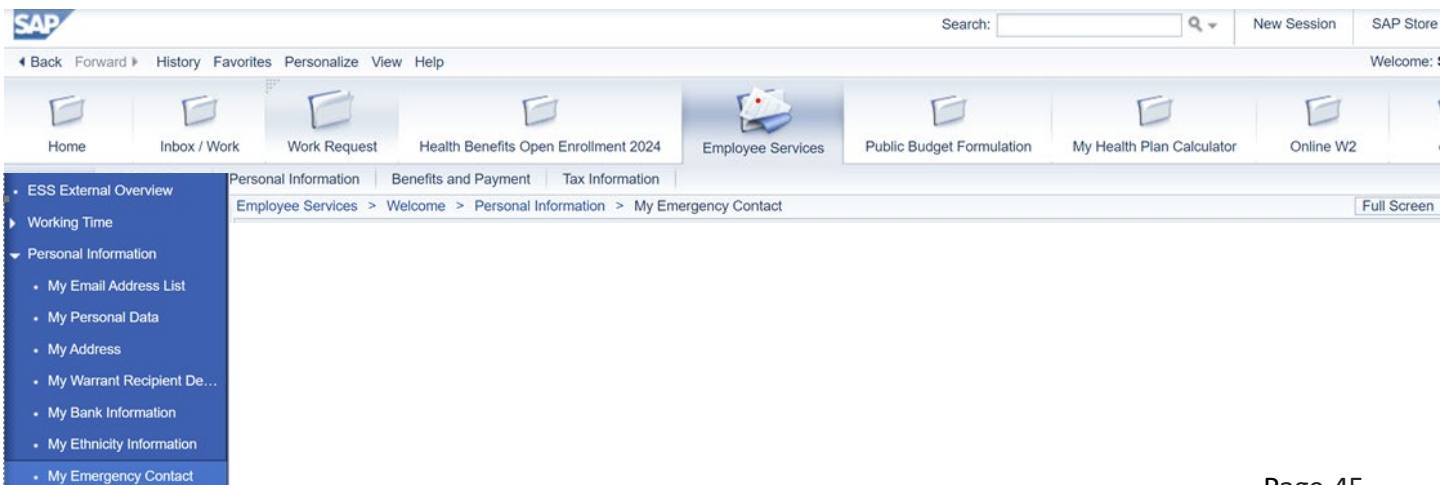 SAP
Search:
New Session
SAP Store
Back Forward History Favorites Personalize View Help
Welcome:
Home
Inbox / Work
Work Request
Health Benefits Open Enrollment 2024
Employee Services
Public Budget Formulation
My Health Plan Calculator
Online W2
Personal Information
Benefits and Payment
Tax Information
Employee Services > Welcome > Personal Information > My Emergency Contact
Full Screen
ESS External Overview
Working Time
Personal Information
My Email Address List
My Personal Data
My Address
My Warrant Recipient De...
My Bank Information
My Ethnicity Information
My Emergency Contact
Page 45